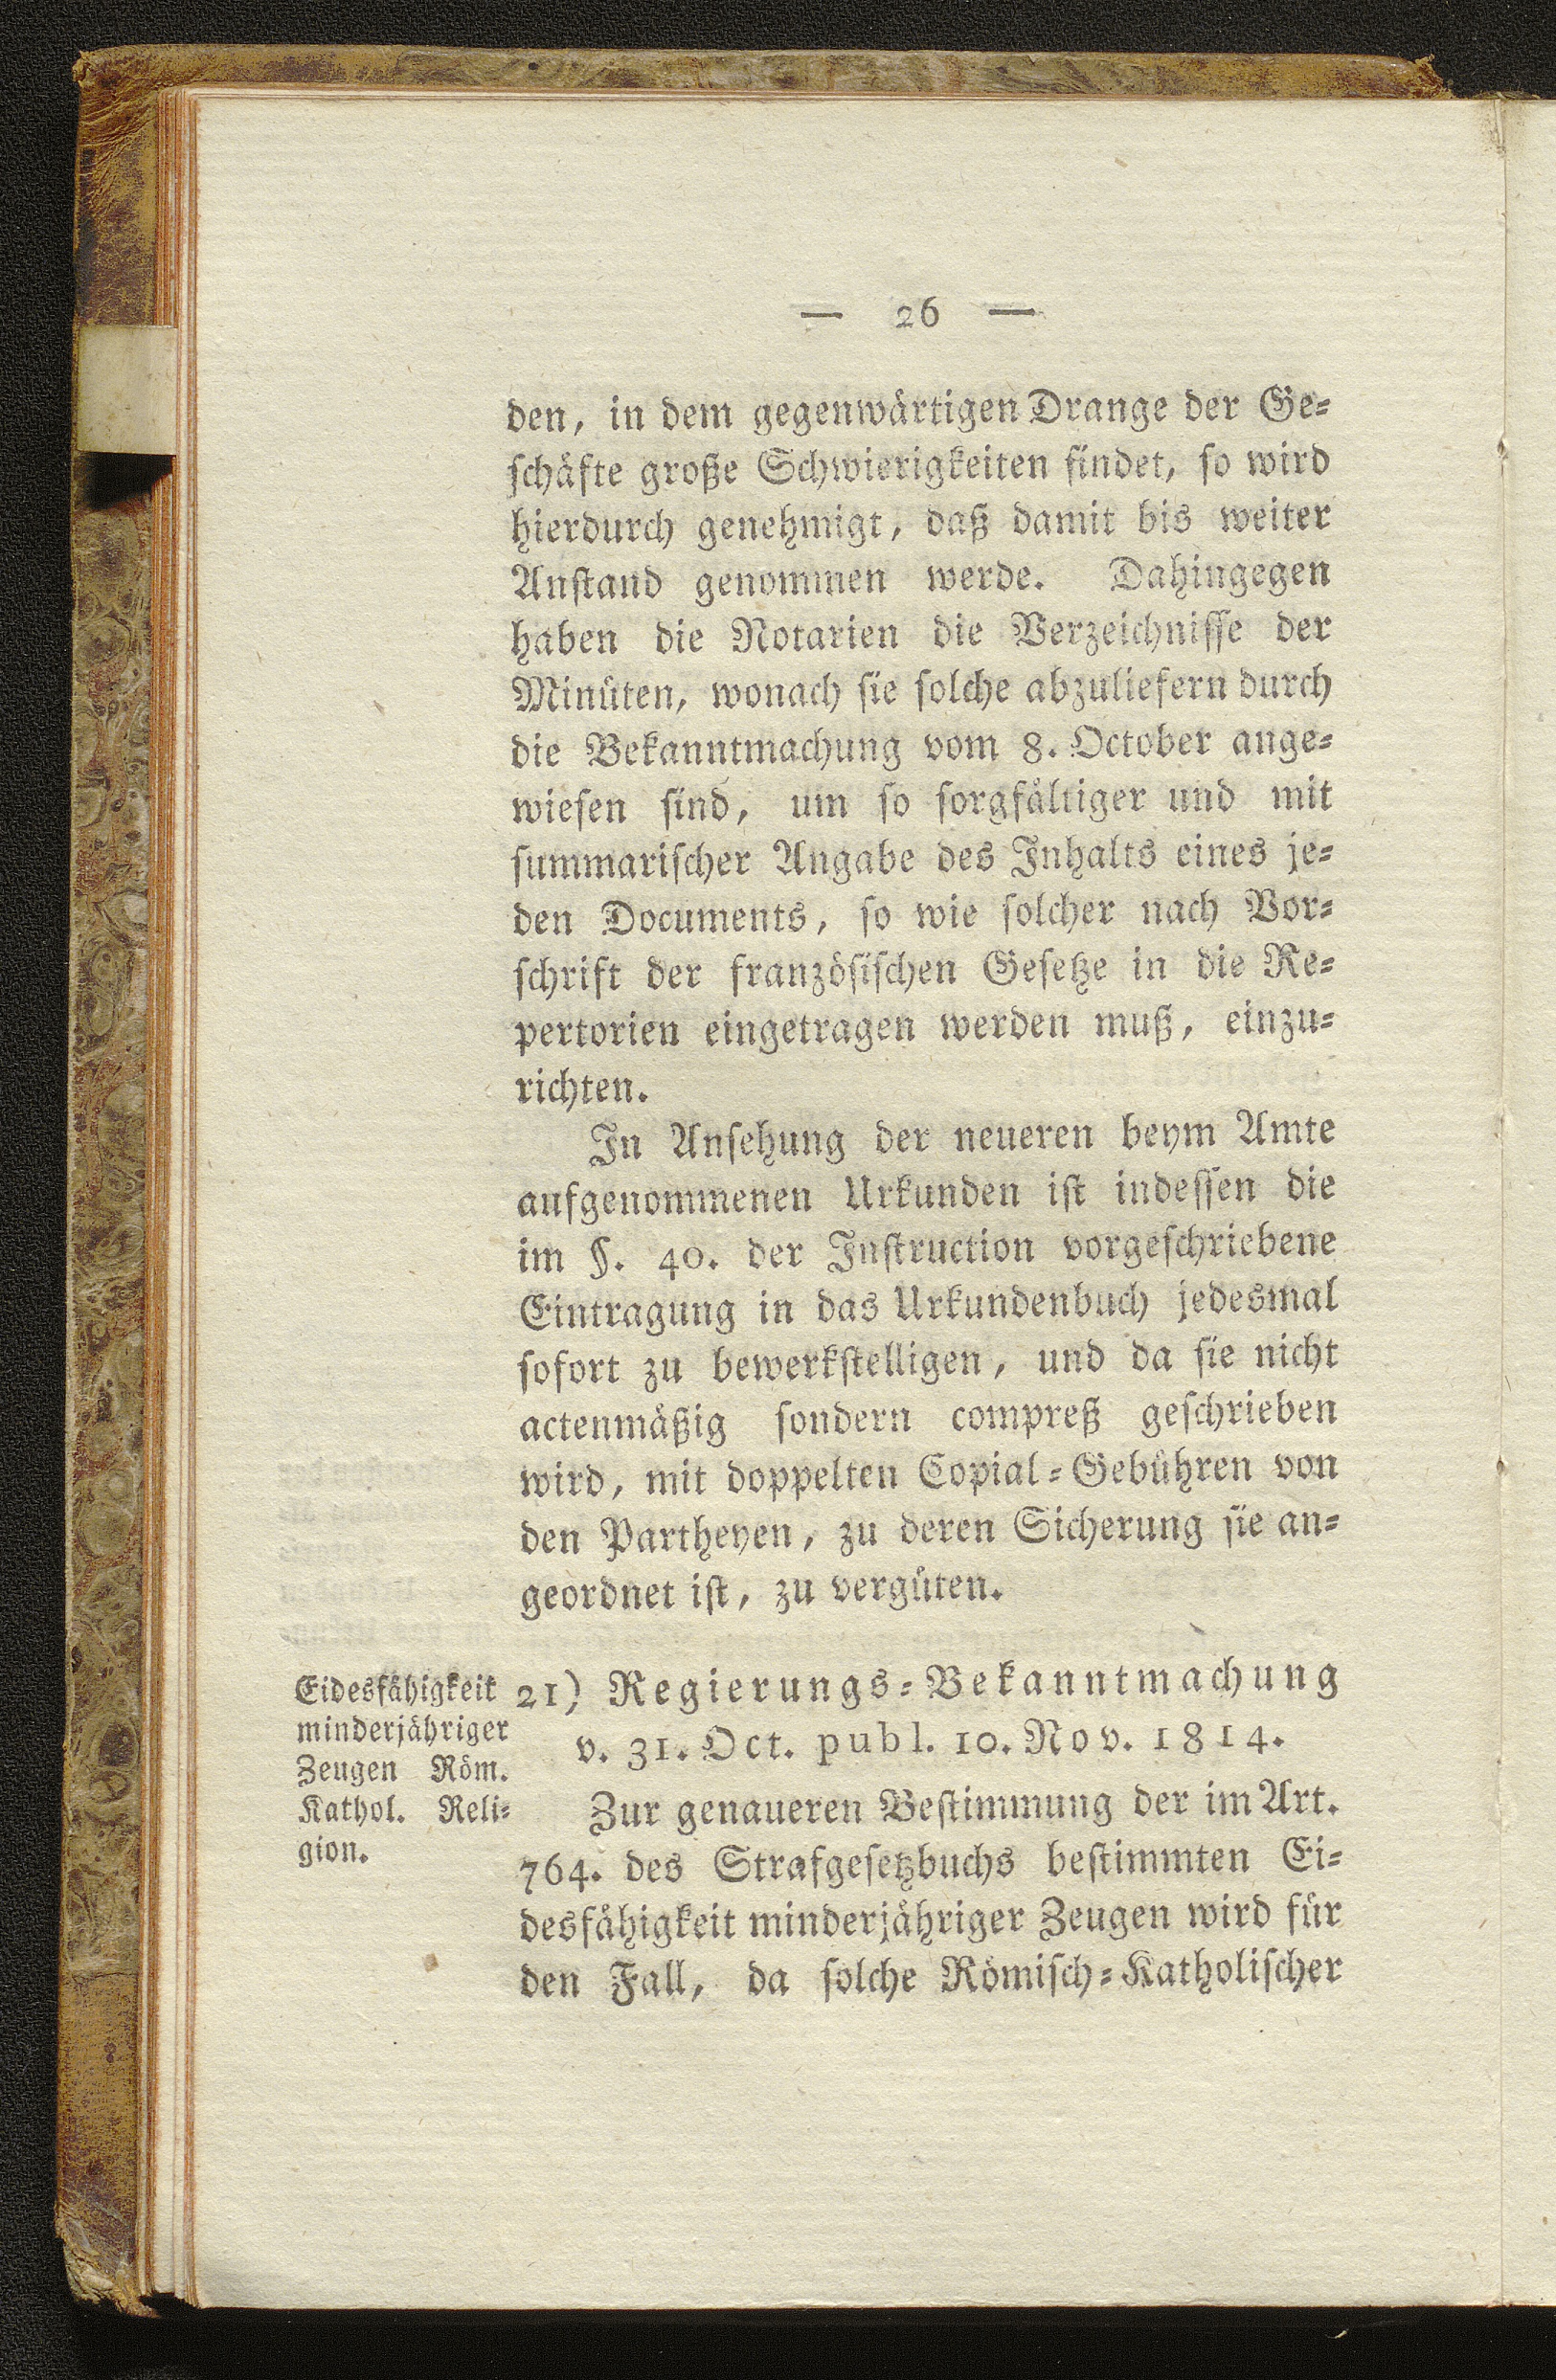 — 26 —
den, in dem gegenwärtigen Drange der Ge-
schäfte große Schwierigkeiten findet, so wird
hierdurch genehmigt, daß damit bis weiter
Anstand genommen werde. Dahingegen
haben die Notarien die Verzeichnisse der
Minüten, wonach sie solche abzuliefern durch
die Bekanntmachung vom 8. October ange-
wiesen sind, um so sorgfältiger und mit
summarischer Angabe des Inhalts eines je-
den Documents, so wie solcher nach Vor-
schrift der französischen Gesetze in die Re-
pertorien eingetragen werden muß, einzu-
richten.
In Ansehung der neueren beym Amte
aufgenommenen Urkunden ist indessen die
im §. 40. der Instruction vorgeschriebene
Eintragung in das Urkundenbuch jedesmal
sofort zu bewerkstelligen, und da sie nicht
actenmäßig sondern compreß geschrieben
wird, mit doppelten Copial-Gebühren von
den Partheyen, zu deren Sicherung sie an-
geordnet ist, zu vergüten.
Eidesfähigkeit
minderjähriger
Zeugen Röm.
Kathol. Reli-
gion.
21) Regierungs-Bekanntmachung
v. 31. Oct. publ. 10. Nov. 1814.
Zur genaueren Bestimmung der im Art.
764. des Strafgesetzbuchs bestimmten Ei-
desfähigkeit minderjähriger Zeugen wird für
den Fall, da solche Römisch-Katholischer